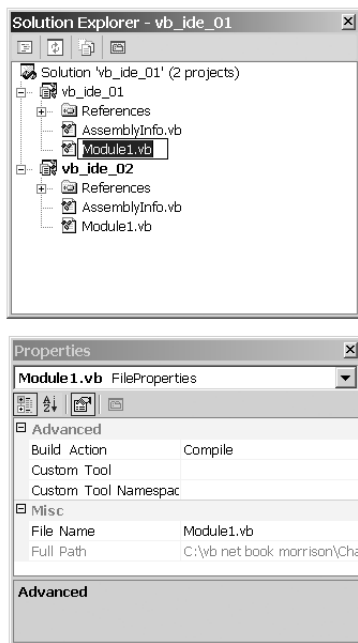 Solution Explorer - vb_ide_01
Solution 'vb_ide_01' (2 projects)
vb_ide_01
References
AssemblyInfo.vb
Module1.vb
vb_ide_02
References
AssemblyInfo.vb
Module1.vb
Properties
Module1.vb FileProperties
Advanced
Build Action Compile
Custom Tool
Custom Tool Namespac
Misc
File Name Module1.vb
Full Path C:\vb net book morrison\Cha
Advanced